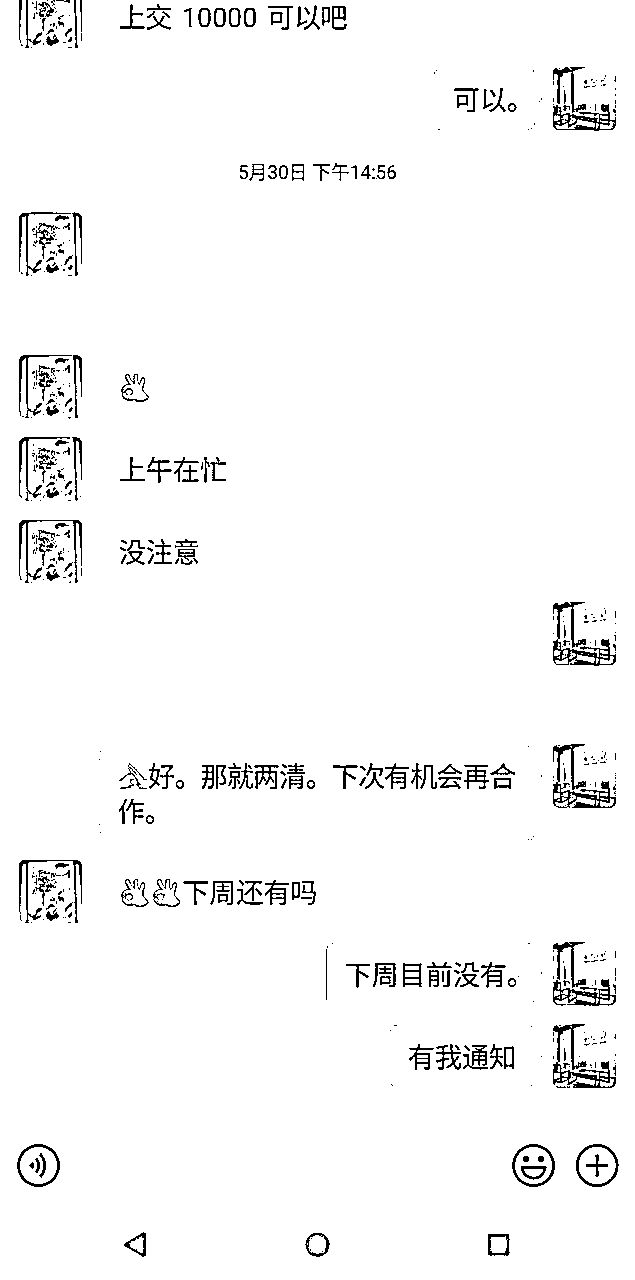 上交 10000 可以吧
可以。
5月30日 下午14:56
👌
上午在忙
没注意
🙏好。那就两清。下次有机会再合
作。
👌👌下周还有吗
下周目前没有。
有我通知